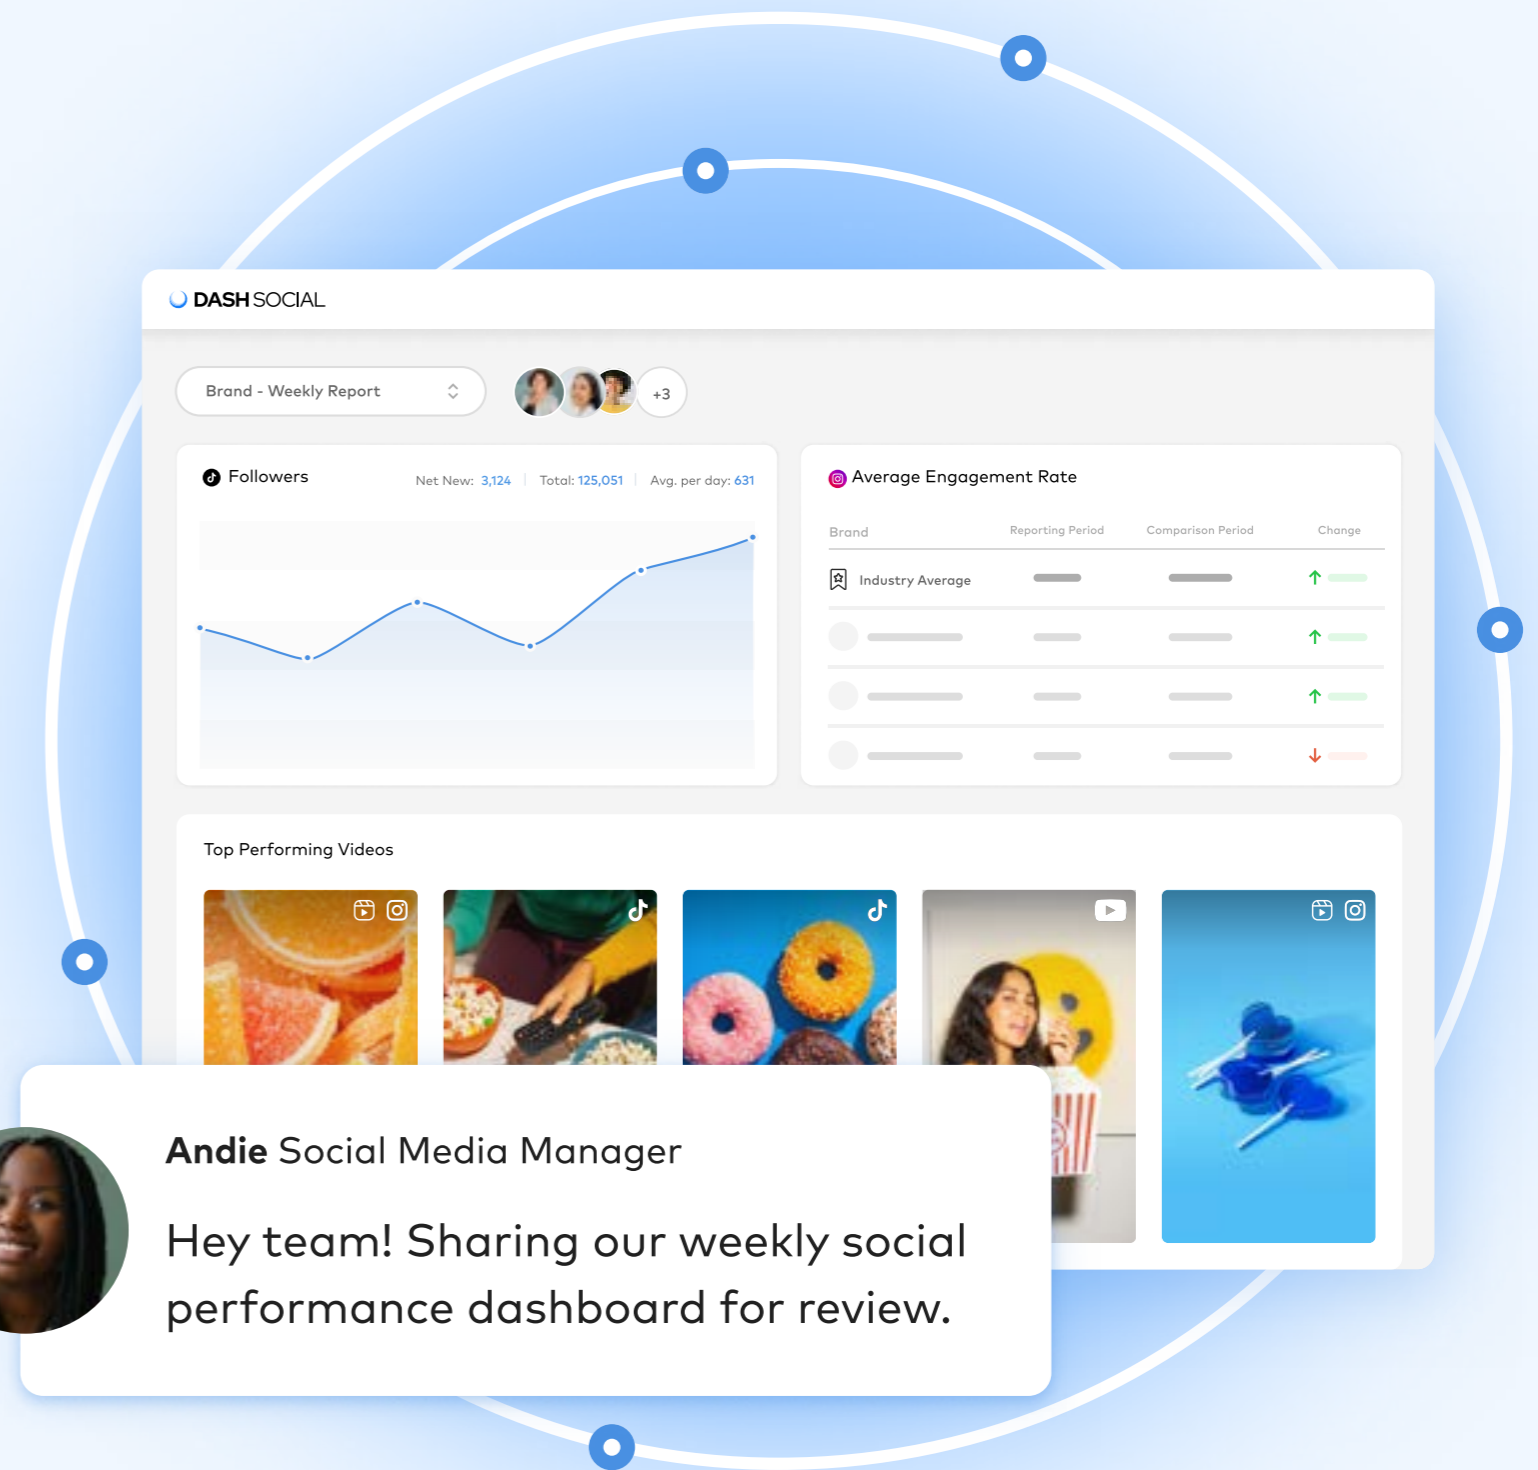 DASH SOCIAL
Brand - Weekly Report
+3
Followers
Net New: 3,124
Total: 125,051
Avg. per day: 631
Average Engagement Rate
Brand
Reporting Period
Comparison Period
Change
Industry Average
Top Performing Videos
Andie Social Media Manager
Hey team! Sharing our weekly social
performance dashboard for review.